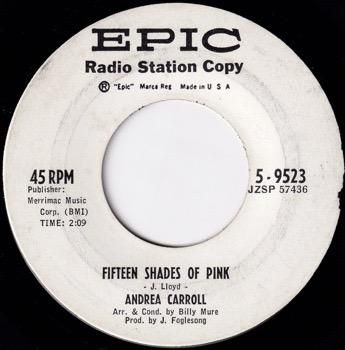 EPIC
Radio Station Copy
® "Epic" Marca Reg Made in U S A
45 RPM
Publisher:
Merrimac Music
Corp. (BMI)
TIME: 2:09
5-9523
JZSP 57436
FIFTEEN SHADES OF PINK
- J. Lloyd -
ANDREA CARROLL
Arr. & Cond. by Billy Mure
Prod. by J. Foglesong